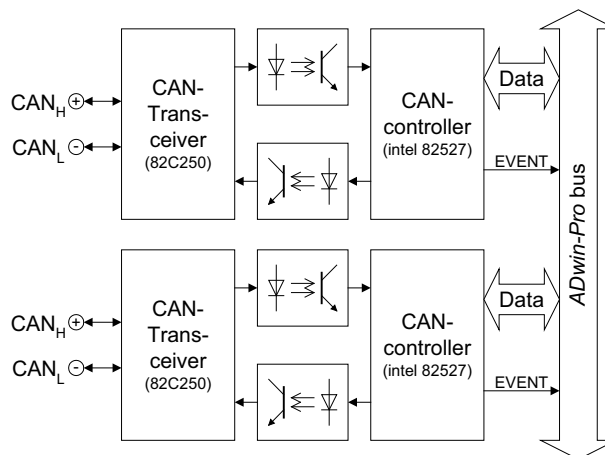 CAN-
Trans-
ceiver
(82C250)
CAN-
controller
(intel 82527)
CANH +
CANL -
Data
EVENT
CAN-
Trans-
ceiver
(82C250)
CAN-
controller
(intel 82527)
CANH +
CANL -
Data
EVENT
ADwin-Pro bus